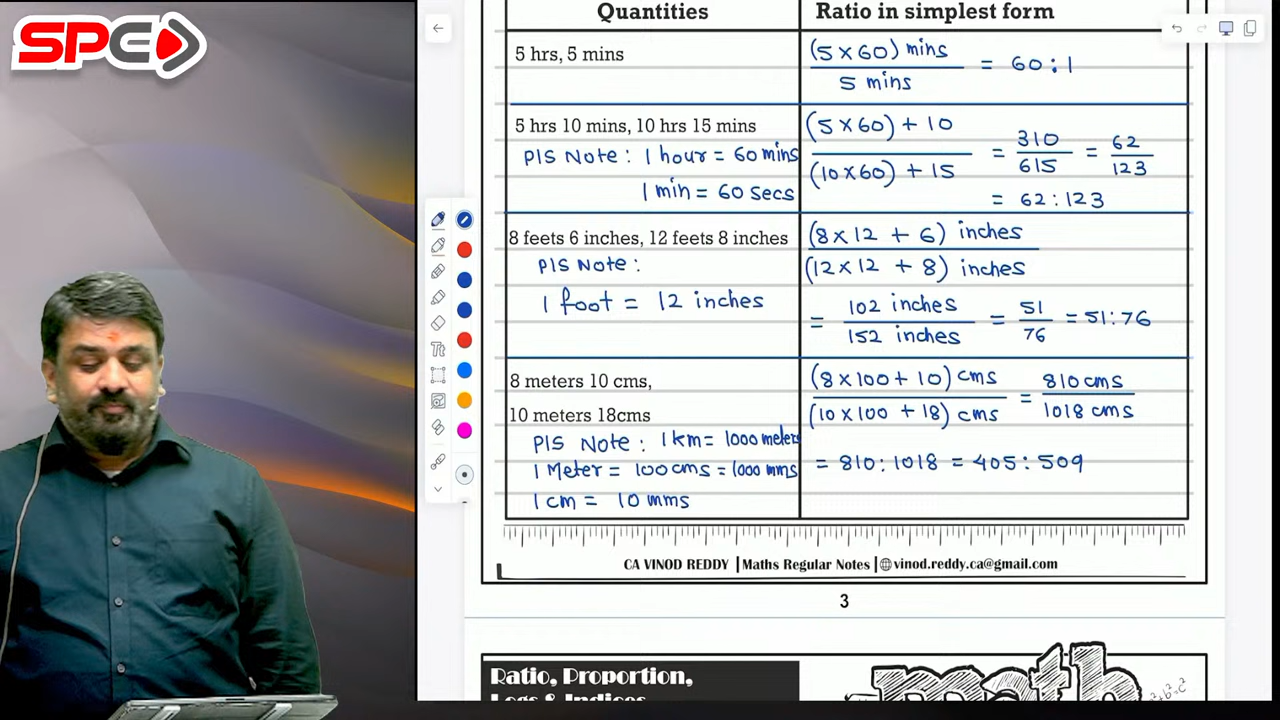 SPC
Quantities
Ratio in simplest form
5 hrs, 5 mins
(5 × 60) mins / 5 mins = 60 : 1
5 hrs 10 mins, 10 hrs 15 mins
Pls Note : 1 hour = 60 mins
1 min = 60 secs
(5 × 60) + 10 / (10 × 60) + 15 = 310 / 615 = 62 / 123
= 62 : 123
8 feets 6 inches, 12 feets 8 inches
Pls Note :
1 foot = 12 inches
(8 × 12 + 6) inches / (12 × 12 + 8) inches
= 102 inches / 152 inches = 51 / 76 = 51 : 76
8 meters 10 cms,
10 meters 18cms
Pls Note : 1 km = 1000 meters
1 Meter = 100 cms = 1000 mms
1 cm = 10 mms
(8 × 100 + 10) cms / (10 × 100 + 18) cms = 810 cms / 1018 cms
= 810 : 1018 = 405 : 509
CA VINOD REDDY | Maths Regular Notes | vinod.reddy.ca@gmail.com
3
Ratio, Proportion,
Logs & Indices
math
Tt